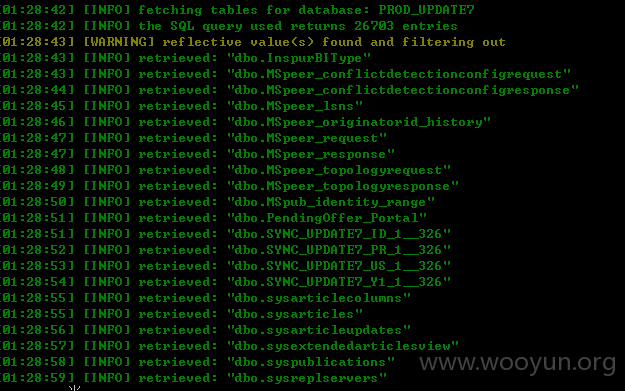 [01:28:42] [INFO] fetching tables for database: PROD_UPDATE7
[01:28:42] [INFO] the SQL query used returns 26703 entries
[01:28:43] [WARNING] reflective value(s) found and filtering out
[01:28:43] [INFO] retrieved: "dbo.InspurBIType"
[01:28:43] [INFO] retrieved: "dbo.MSpeer_conflictdetectionconfigrequest"
[01:28:44] [INFO] retrieved: "dbo.MSpeer_conflictdetectionconfigresponse"
[01:28:45] [INFO] retrieved: "dbo.MSpeer_lsns"
[01:28:46] [INFO] retrieved: "dbo.MSpeer_originatorid_history"
[01:28:47] [INFO] retrieved: "dbo.MSpeer_request"
[01:28:47] [INFO] retrieved: "dbo.MSpeer_response"
[01:28:48] [INFO] retrieved: "dbo.MSpeer_topologyrequest"
[01:28:49] [INFO] retrieved: "dbo.MSpeer_topologyresponse"
[01:28:50] [INFO] retrieved: "dbo.MSpub_identity_range"
[01:28:51] [INFO] retrieved: "dbo.PendingOffer_Portal"
[01:28:51] [INFO] retrieved: "dbo.SYNC_UPDATE7_ID_1__326"
[01:28:52] [INFO] retrieved: "dbo.SYNC_UPDATE7_PR_1__326"
[01:28:53] [INFO] retrieved: "dbo.SYNC_UPDATE7_US_1__326"
[01:28:54] [INFO] retrieved: "dbo.SYNC_UPDATE7_Y1_1__326"
[01:28:55] [INFO] retrieved: "dbo.sysarticlecolumns"
[01:28:55] [INFO] retrieved: "dbo.sysarticles"
[01:28:56] [INFO] retrieved: "dbo.sysarticleupdates"
[01:28:57] [INFO] retrieved: "dbo.sysextendedarticlesview"
[01:28:58] [INFO] retrieved: "dbo.syspublications"
[01:28:59] [INFO] retrieved: "dbo.sysreplservers"
www.wooyun.org